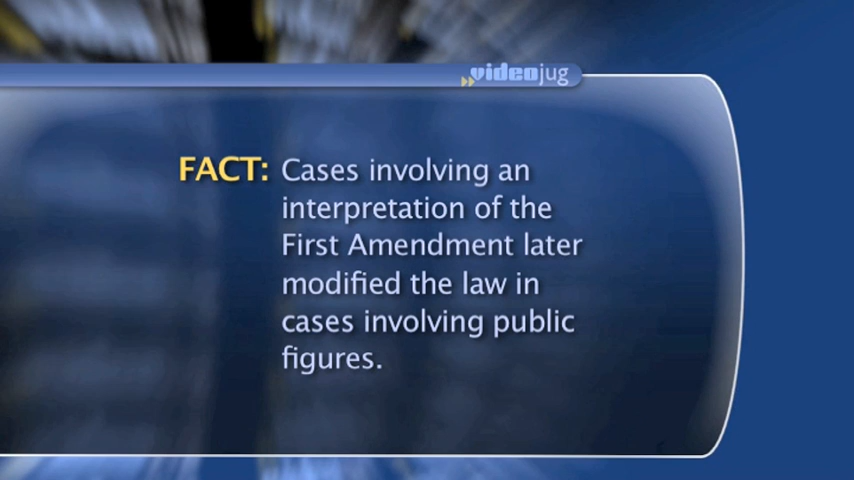 videojug
FACT: Cases involving an
interpretation of the
First Amendment later
modified the law in
cases involving public
figures.